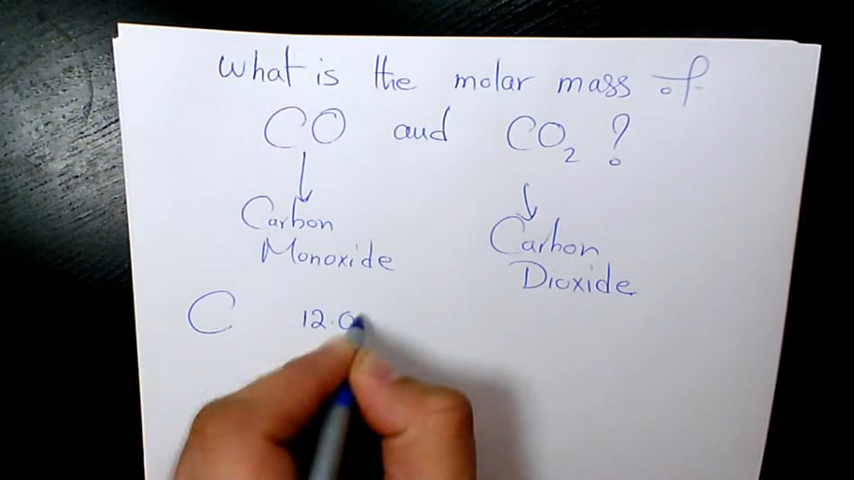 What is the molar mass of
CO and CO₂ ?
Carbon
Monoxide
Carbon
Dioxide
C 12.0